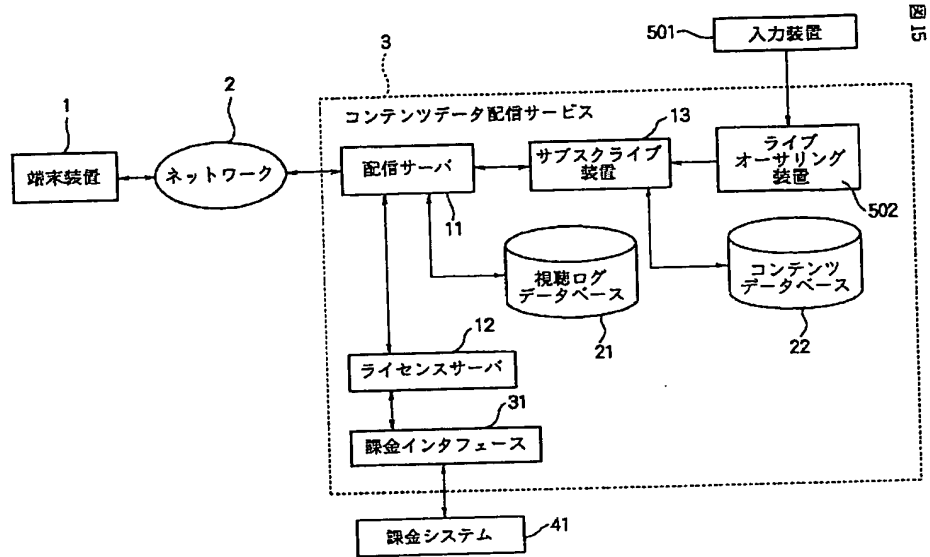 図15
501
入力装置
3
コンテンツデータ配信サービス
2
1
13
端末装置
ネットワーク
配信サーバ
サブスクライブ
装置
ライブ
オーサリング
装置
11
502
視聴ログ
データベース
コンテンツ
データベース
21
22
12
ライセンスサーバ
31
課金インタフェース
課金システム
41